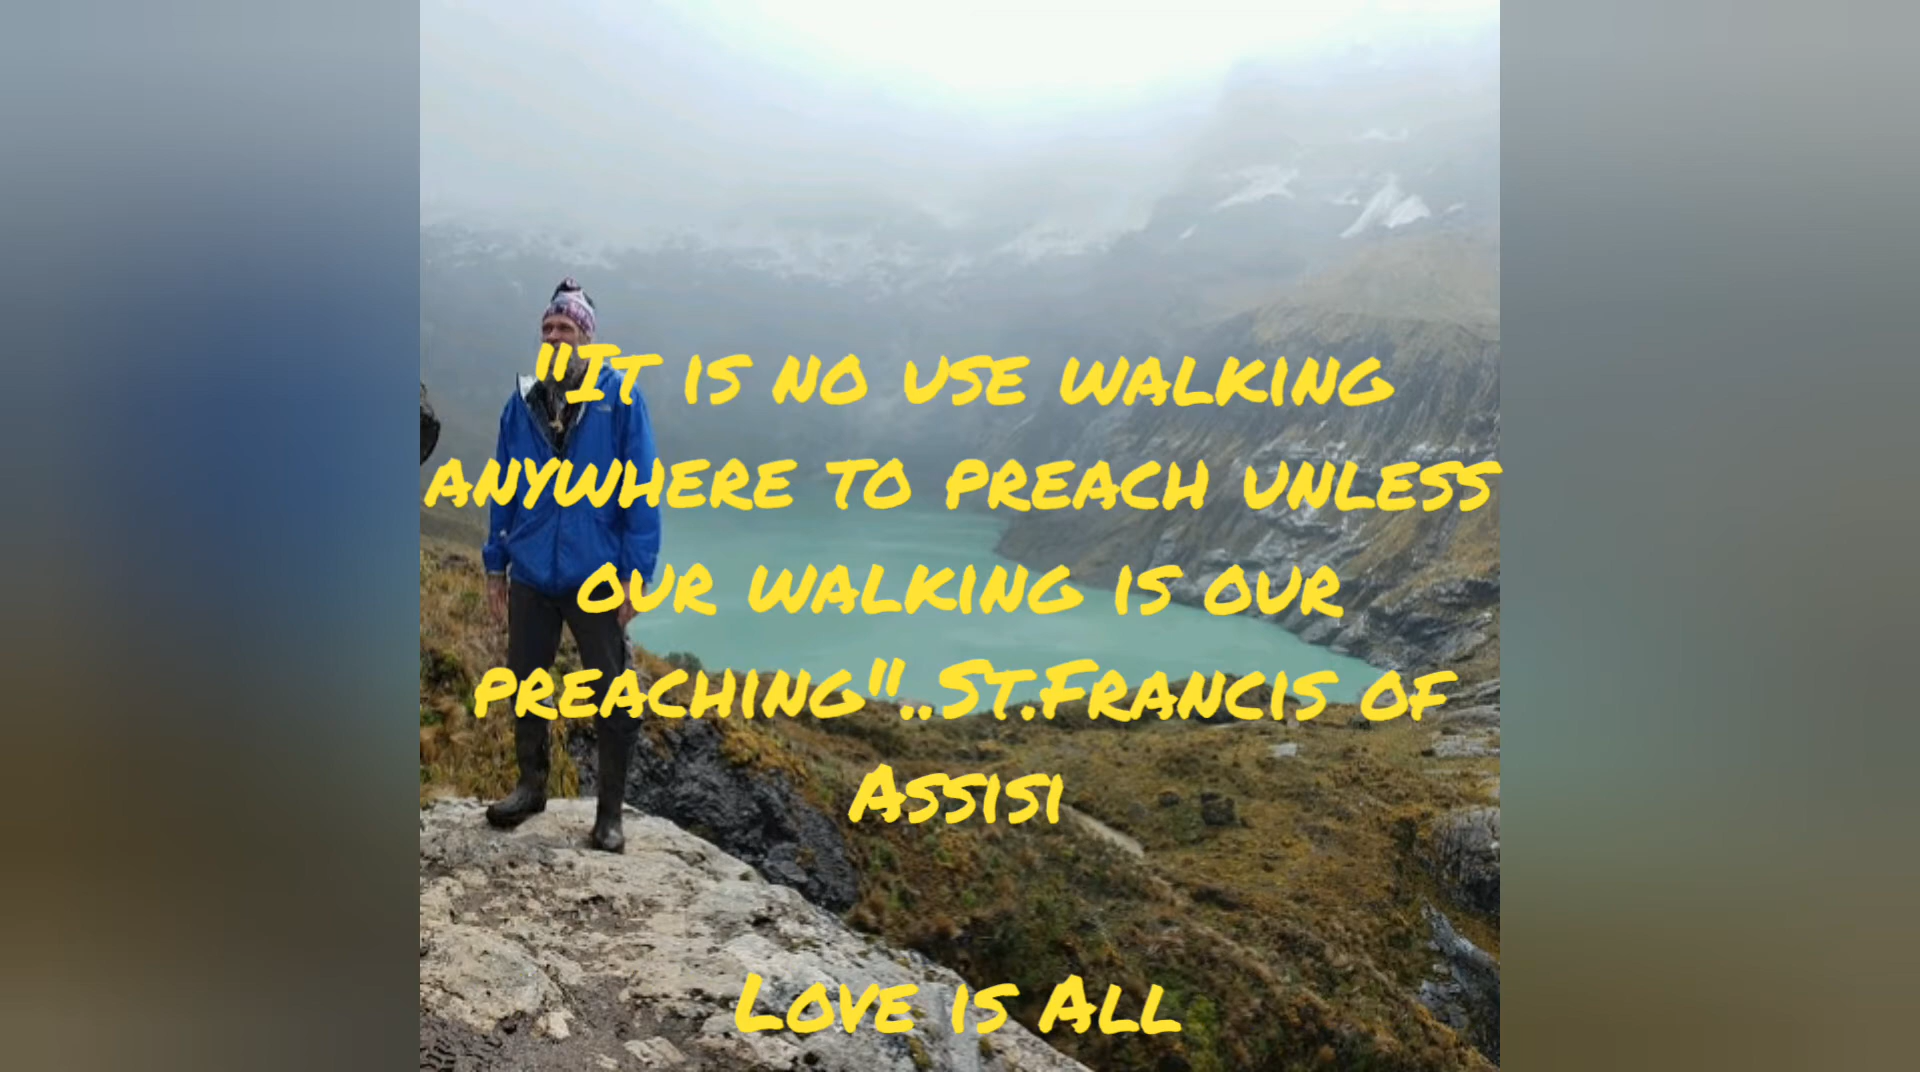 "It is no use walking
anywhere to preach unless
our walking is our
preaching"..St.Francis of
Assisi
Love is All